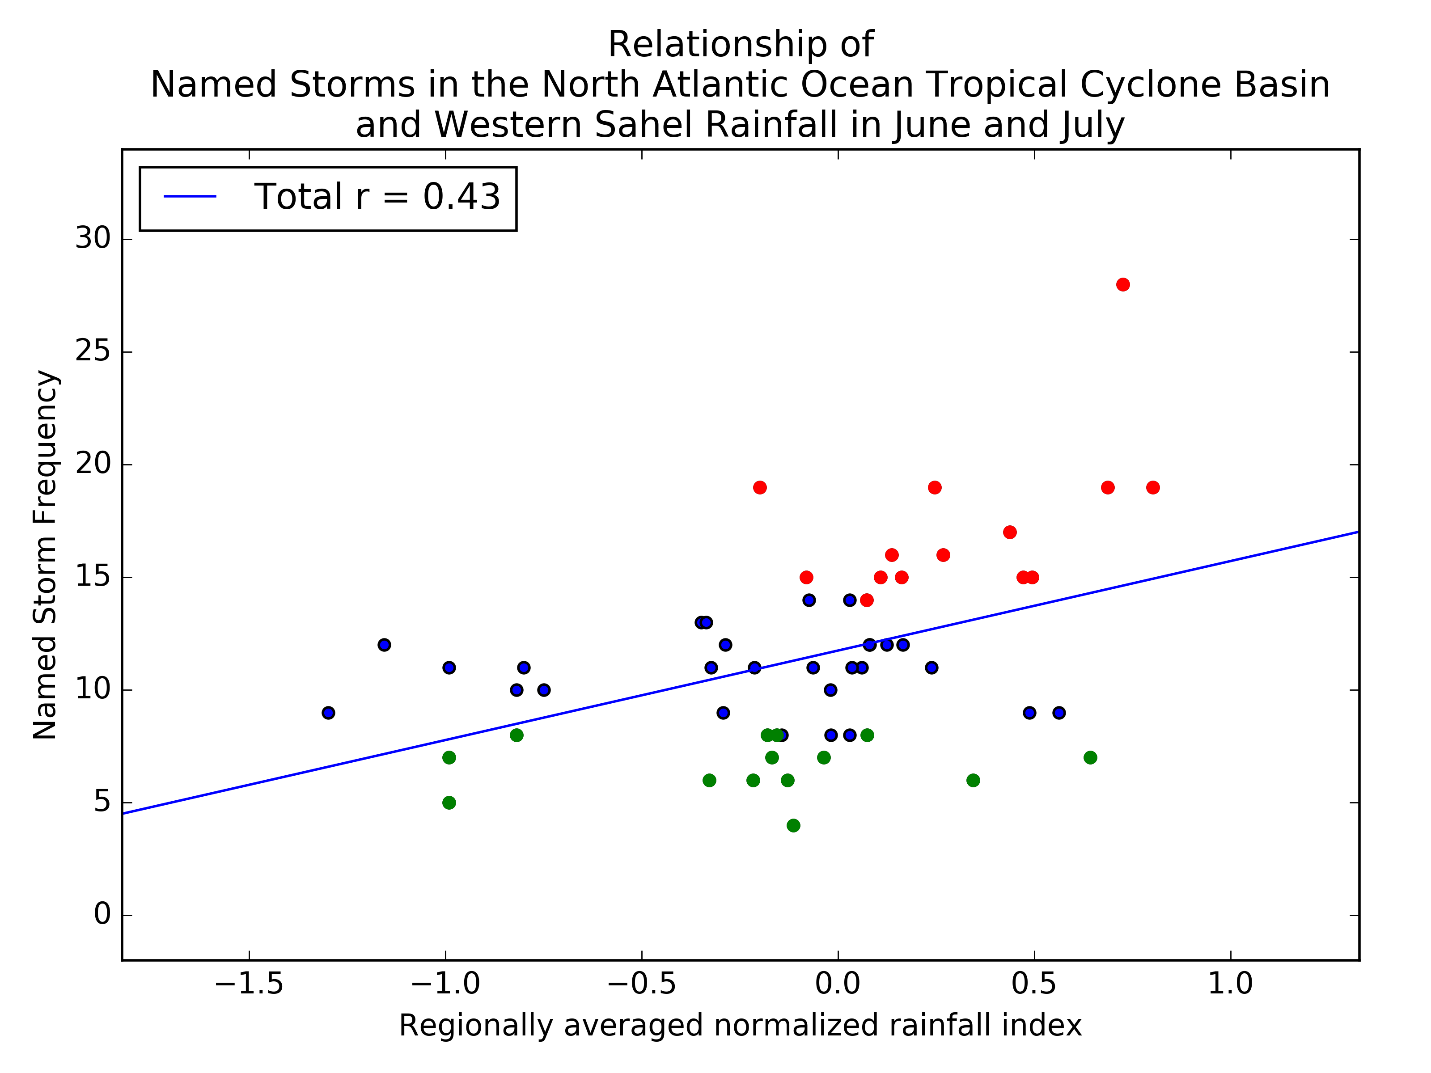 Relationship of
Named Storms in the North Atlantic Ocean Tropical Cyclone Basin
and Western Sahel Rainfall in June and July
Total r = 0.43
Named Storm Frequency
30
25
20
15
10
5
0
−1.5 −1.0 −0.5 0.0 0.5 1.0
Regionally averaged normalized rainfall index